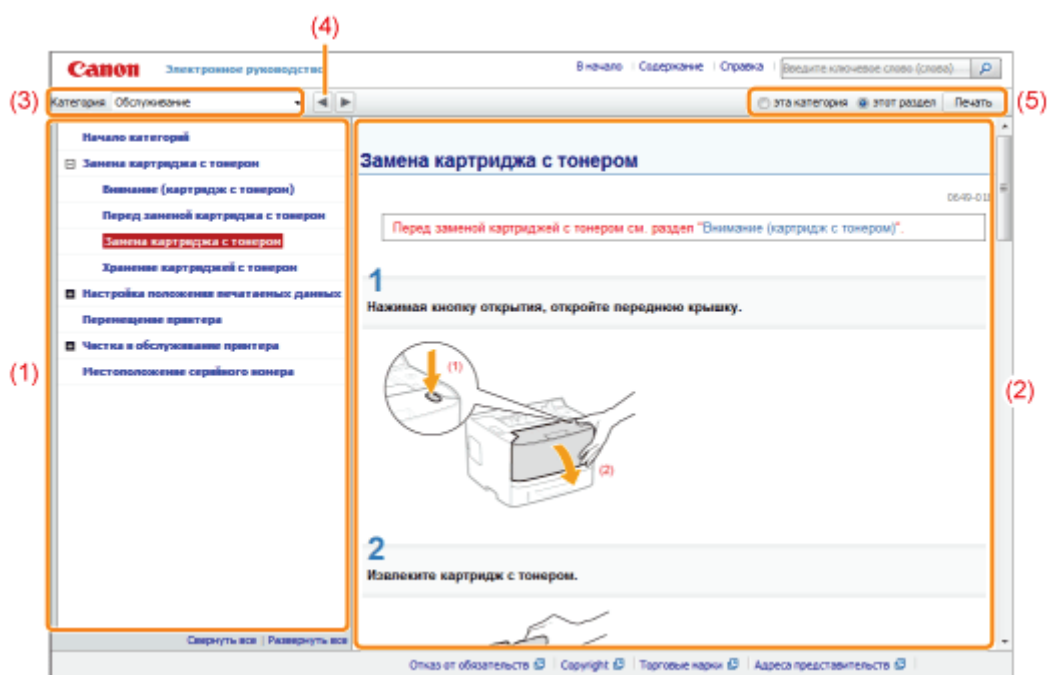 (4)
Canon Электронное руководство В начало Содержание Справка Введите ключевое слово (слова)
(3) Категория Обслуживание эта категория этот раздел Печать (5)
Начало категорий
Замена картриджа с тонером
Внимание (картридж с тонером)
Перед заменой картриджа с тонером
Замена картриджа с тонером
Хранение картриджей с тонером
Настройка положения печатаемых данных
Перемещение принтера
Чистка и обслуживание принтера
Местоположение серийного номера
(1)
Свернуть все | Развернуть все
Замена картриджа с тонером
0649-01
Перед заменой картриджей с тонером см. раздел "Внимание (картридж с тонером)".
1
Нажимая кнопку открытия, откройте переднюю крышку.
(1)
(2)
(2)
2
Извлеките картридж с тонером.
Отказ от обязательств Copyright Торговые марки Адреса представительств